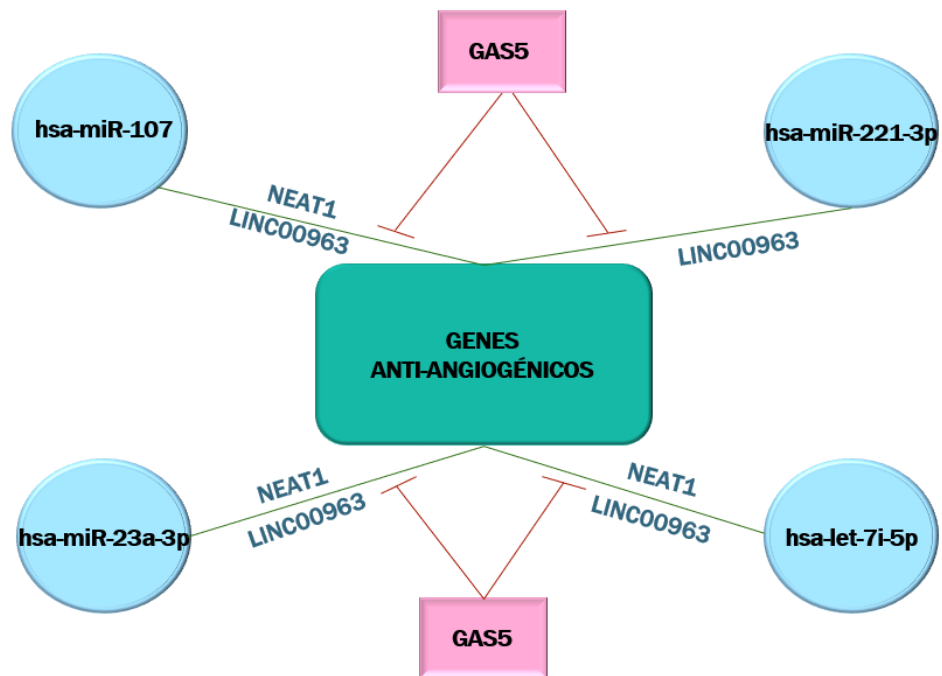 GAS5
hsa-miR-107
hsa-miR-221-3p
NEAT1
LINC00963
LINC00963
GENES
ANTI-ANGIOGÉNICOS
NEAT1
LINC00963
NEAT1
LINC00963
hsa-miR-23a-3p
hsa-let-7i-5p
GAS5